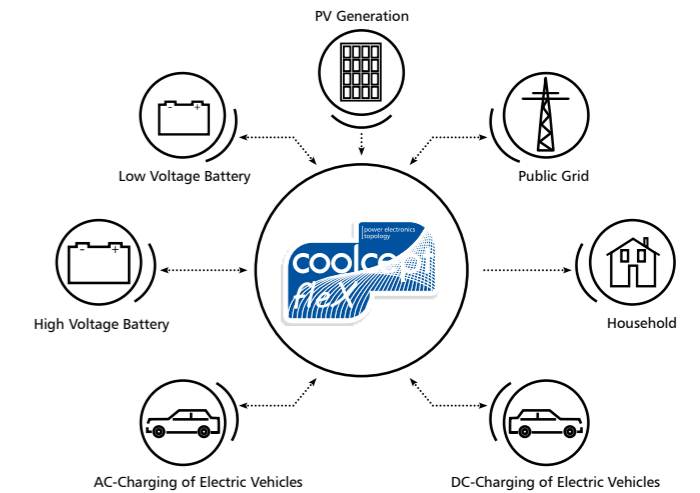 PV Generation
Low Voltage Battery
Public Grid
power electronics
topology
coolcept
fleX
High Voltage Battery
Household
AC-Charging of Electric Vehicles
DC-Charging of Electric Vehicles